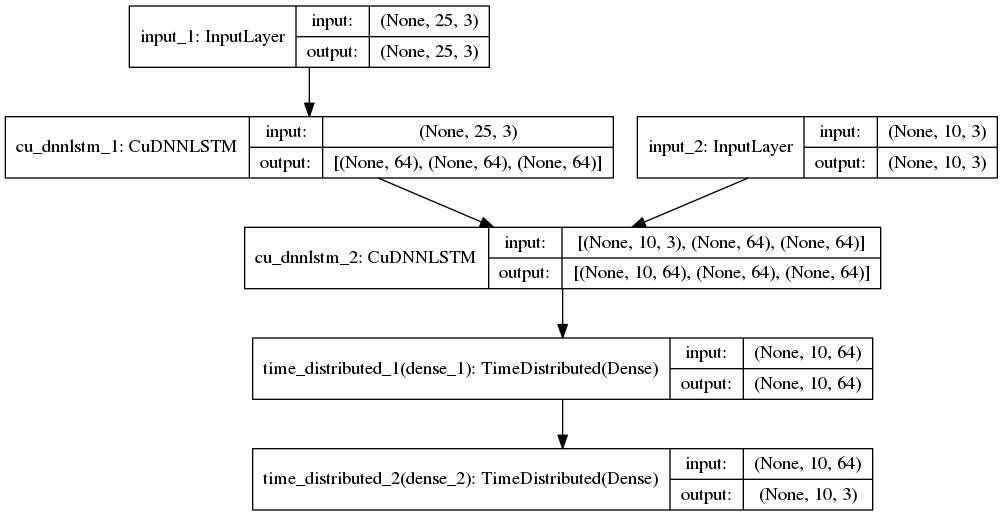 input_1: InputLayer
input: (None, 25, 3)
output: (None, 25, 3)
cu_dnnlstm_1: CuDNNLSTM
input: (None, 25, 3)
output: [(None, 64), (None, 64), (None, 64)]
input_2: InputLayer
input: (None, 10, 3)
output: (None, 10, 3)
cu_dnnlstm_2: CuDNNLSTM
input: [(None, 10, 3), (None, 64), (None, 64)]
output: [(None, 10, 64), (None, 64), (None, 64)]
time_distributed_1(dense_1): TimeDistributed(Dense)
input: (None, 10, 64)
output: (None, 10, 64)
time_distributed_2(dense_2): TimeDistributed(Dense)
input: (None, 10, 64)
output: (None, 10, 3)